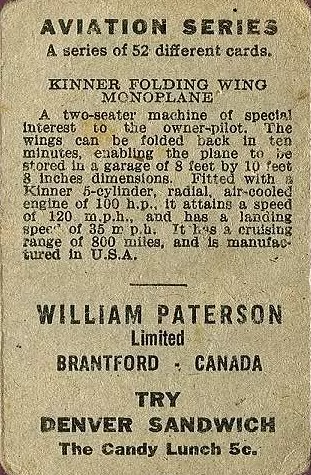 AVIATION SERIES
A series of 52 different cards.
KINNER FOLDING WING
MONOPLANE
A two-seater machine of special
interest to the owner-pilot. The
wings can be folded back in ten
minutes, enabling the plane to be
stored in a garage of 8 feet by 10 feet
8 inches dimensions. Fitted with a
Kinner 5-cylinder, radial, air-cooled
engine of 100 h.p., it attains a speed
of 120 m.p.h., and has a landing
speed of 35 m.p.h. It has a cruising
range of 800 miles, and is manufac-
tured in U.S.A.
WILLIAM PATERSON
Limited
BRANTFORD - CANADA
TRY
DENVER SANDWICH
The Candy Lunch 5c.